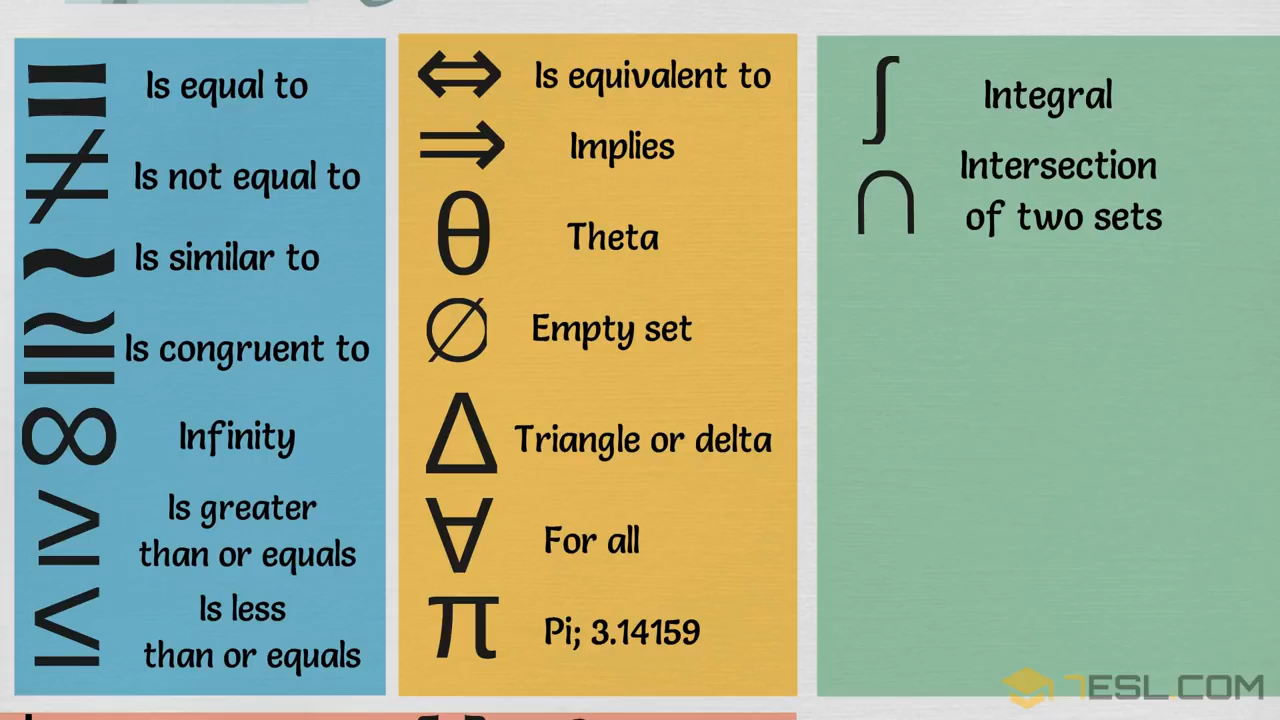 = Is equal to
≠ Is not equal to
~ Is similar to
≅ Is congruent to
∞ Infinity
≥ Is greater
than or equals
≤ Is less
than or equals
⇔ Is equivalent to
⇒ Implies
θ Theta
∅ Empty set
Δ Triangle or delta
∀ For all
π Pi; 3.14159
∫ Integral
∩ Intersection
of two sets
7ESL.COM